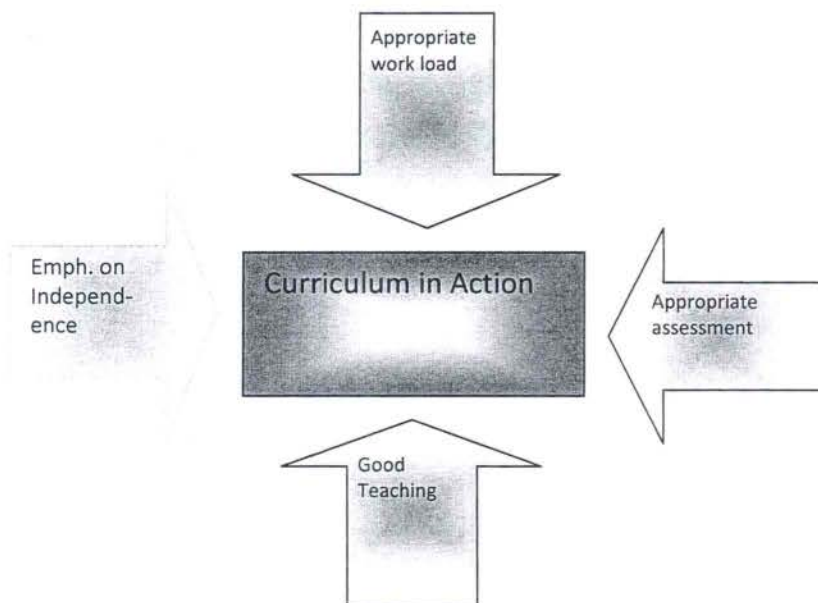 Appropriate
work load
Emph. on
Independ-
ence
Curriculum in Action
Appropriate
assessment
Good
Teaching